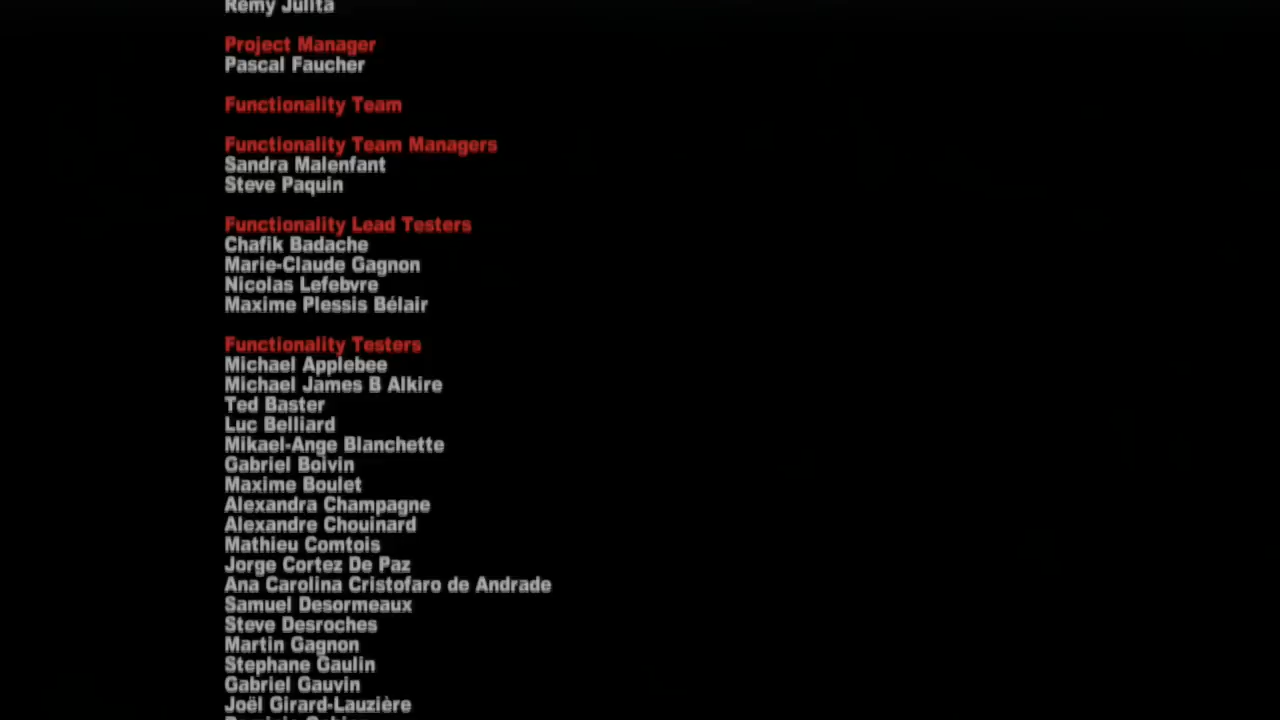 Remy Julita
Project Manager
Pascal Faucher
Functionality Team
Functionality Team Managers
Sandra Malenfant
Steve Paquin
Functionality Lead Testers
Chafik Badache
Marie-Claude Gagnon
Nicolas Lefebvre
Maxime Plessis Bélair
Functionality Testers
Michael Applebee
Michael James B Alkire
Ted Baster
Luc Belliard
Mikael-Ange Blanchette
Gabriel Boivin
Maxime Boulet
Alexandra Champagne
Alexandre Chouinard
Mathieu Comtois
Jorge Cortez De Paz
Ana Carolina Cristofaro de Andrade
Samuel Desormeaux
Steve Desroches
Martin Gagnon
Stephane Gaulin
Gabriel Gauvin
Joël Girard-Lauzière